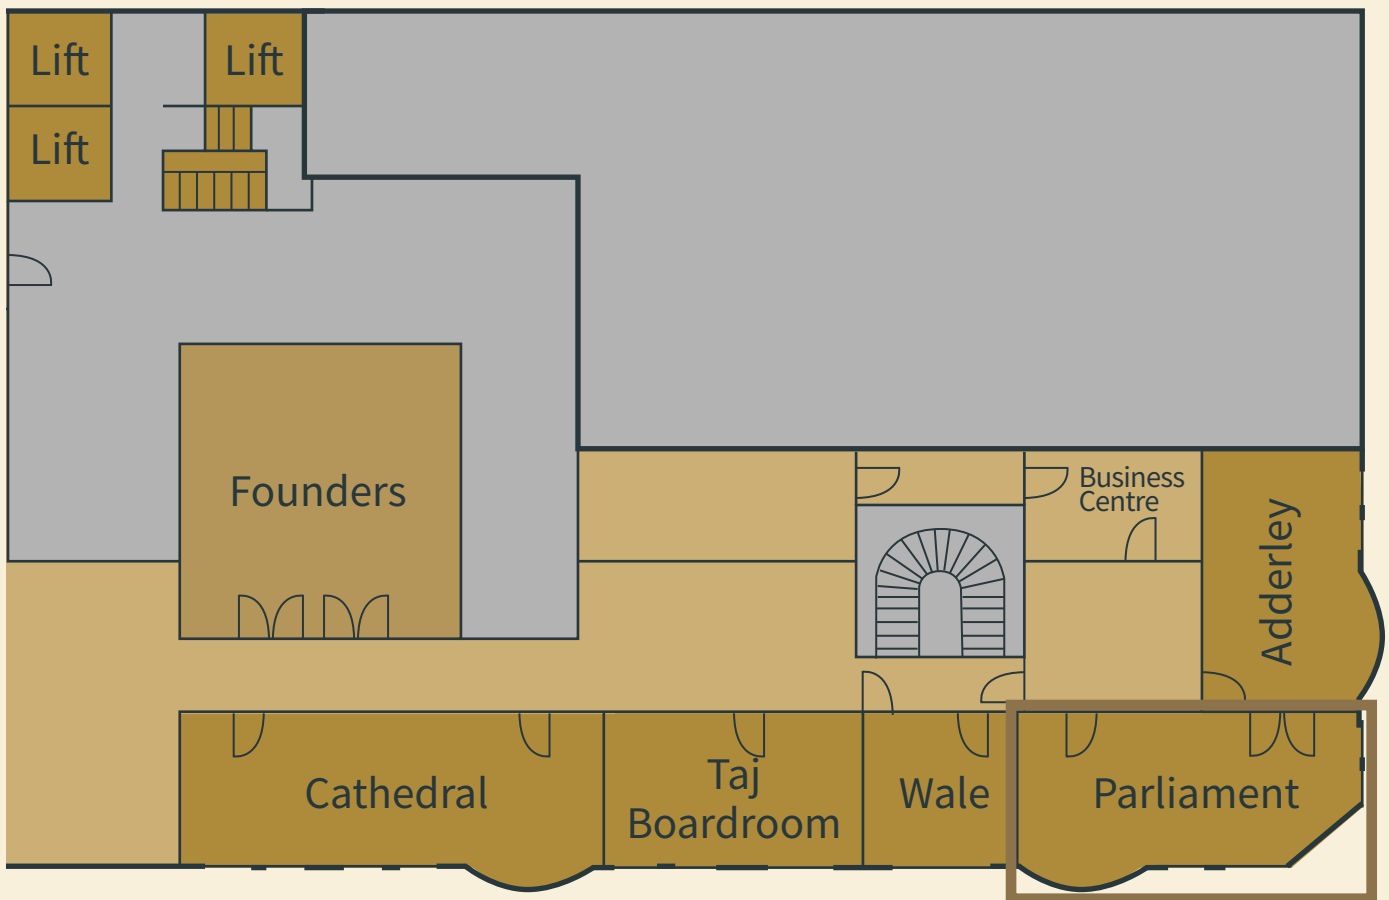 Lift
Lift
Lift
Founders
Business
Centre
Adderley
Cathedral
Taj
Boardroom
Wale
Parliament